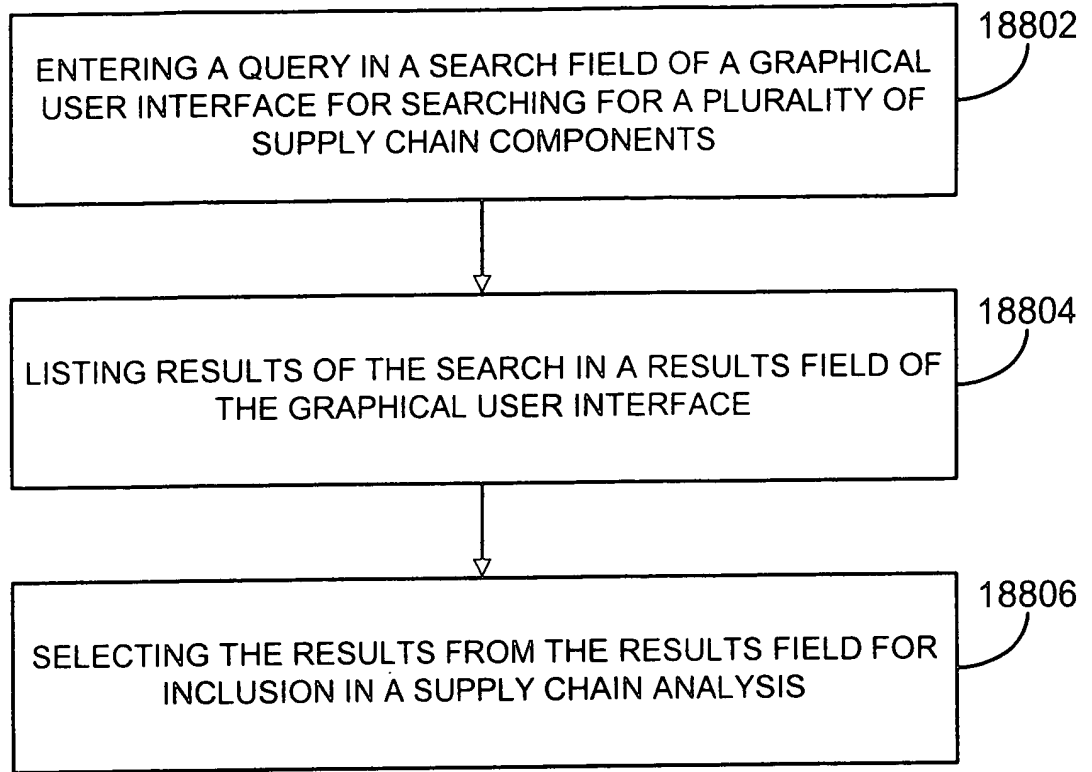 18802
ENTERING A QUERY IN A SEARCH FIELD OF A GRAPHICAL
USER INTERFACE FOR SEARCHING FOR A PLURALITY OF
SUPPLY CHAIN COMPONENTS
18804
LISTING RESULTS OF THE SEARCH IN A RESULTS FIELD OF
THE GRAPHICAL USER INTERFACE
18806
SELECTING THE RESULTS FROM THE RESULTS FIELD FOR
INCLUSION IN A SUPPLY CHAIN ANALYSIS